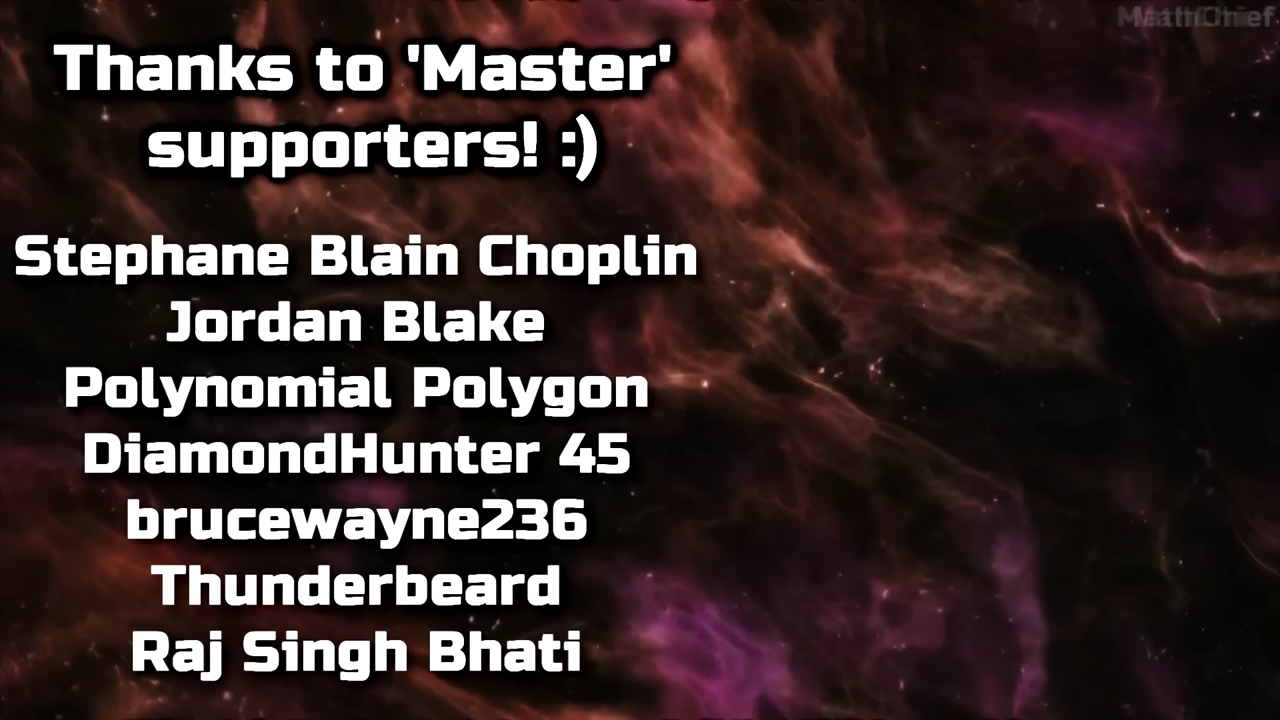 MathChief
Thanks to 'Master'
supporters! :)
Stephane Blain Choplin
Jordan Blake
Polynomial Polygon
DiamondHunter 45
brucewayne236
Thunderbeard
Raj Singh Bhati